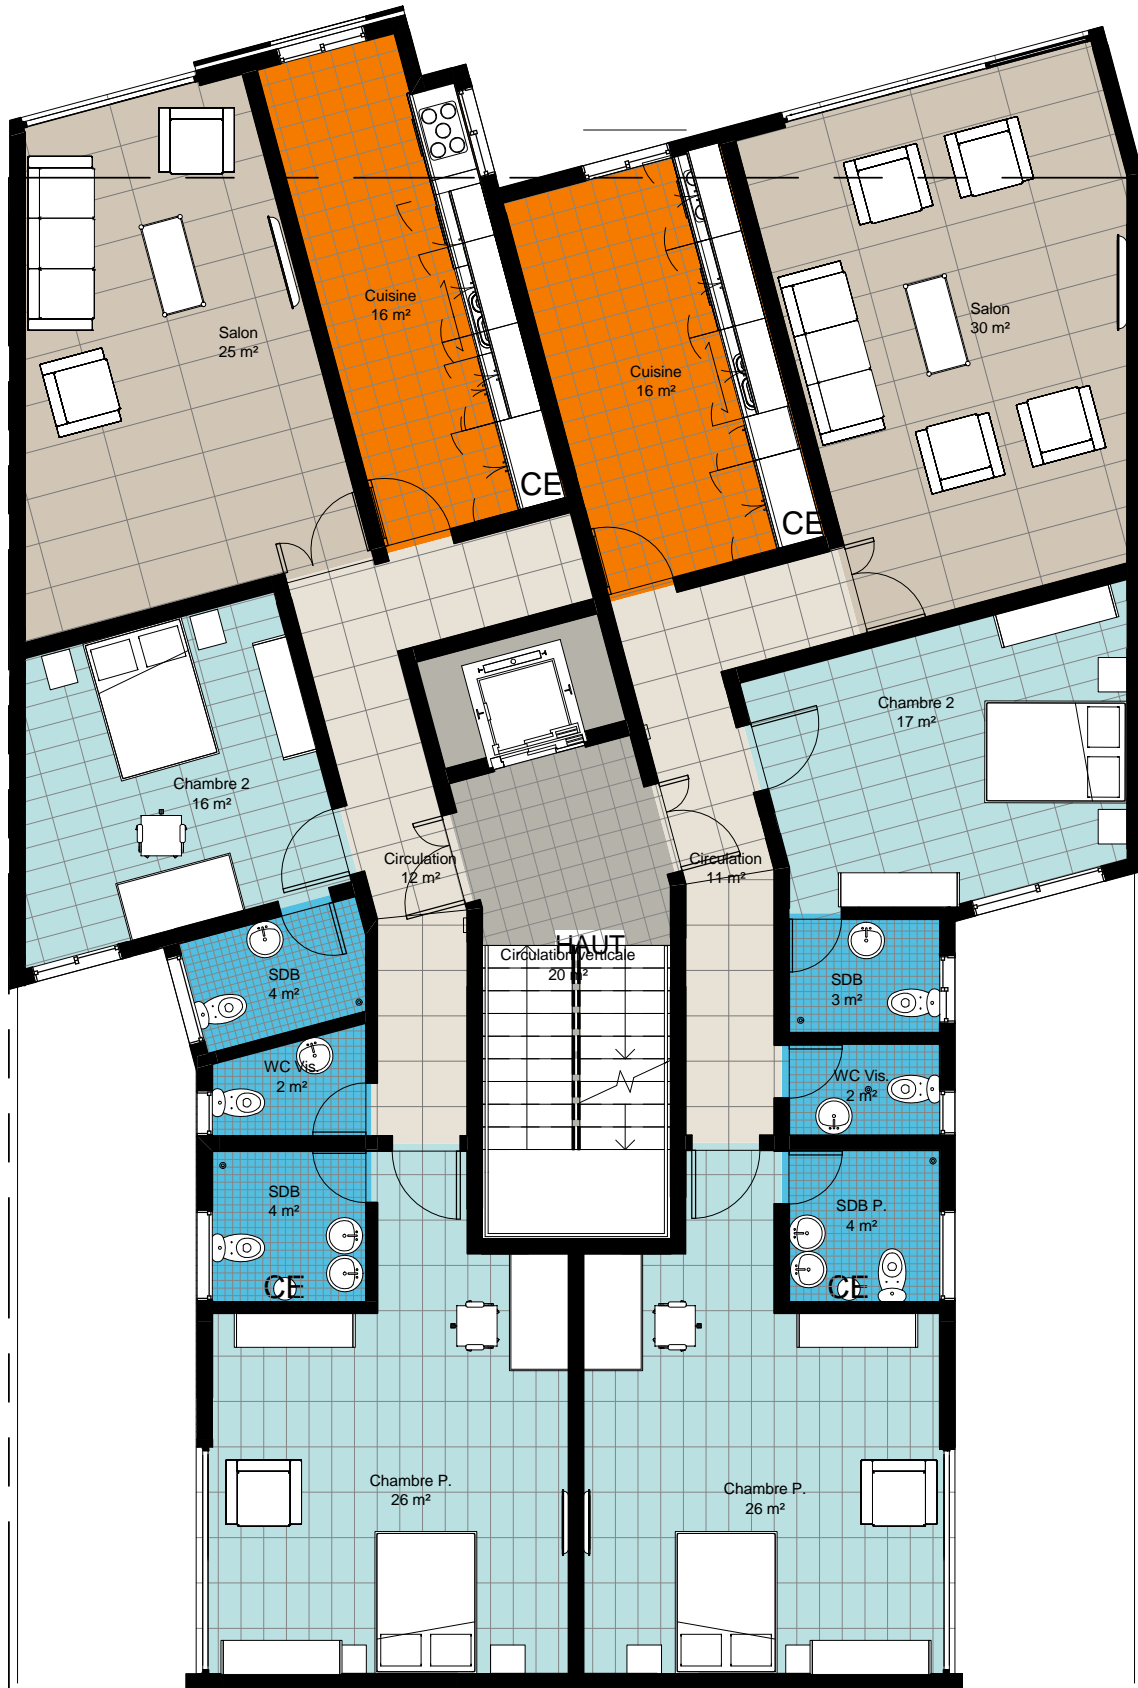 Cuisine
16 m²
Salon
30 m²
Salon
25 m²
Cuisine
16 m²
CE
CE
Chambre 2
17 m²
Chambre 2
16 m²
Circulation
12 m²
Circulation
11 m²
HAUT
Circulation verticale
20 m²
SDB
4 m²
SDB
3 m²
WC Vis.
2 m²
WC Vis.
2 m²
SDB
4 m²
SDB P.
4 m²
CE
CE
Chambre P.
26 m²
Chambre P.
26 m²